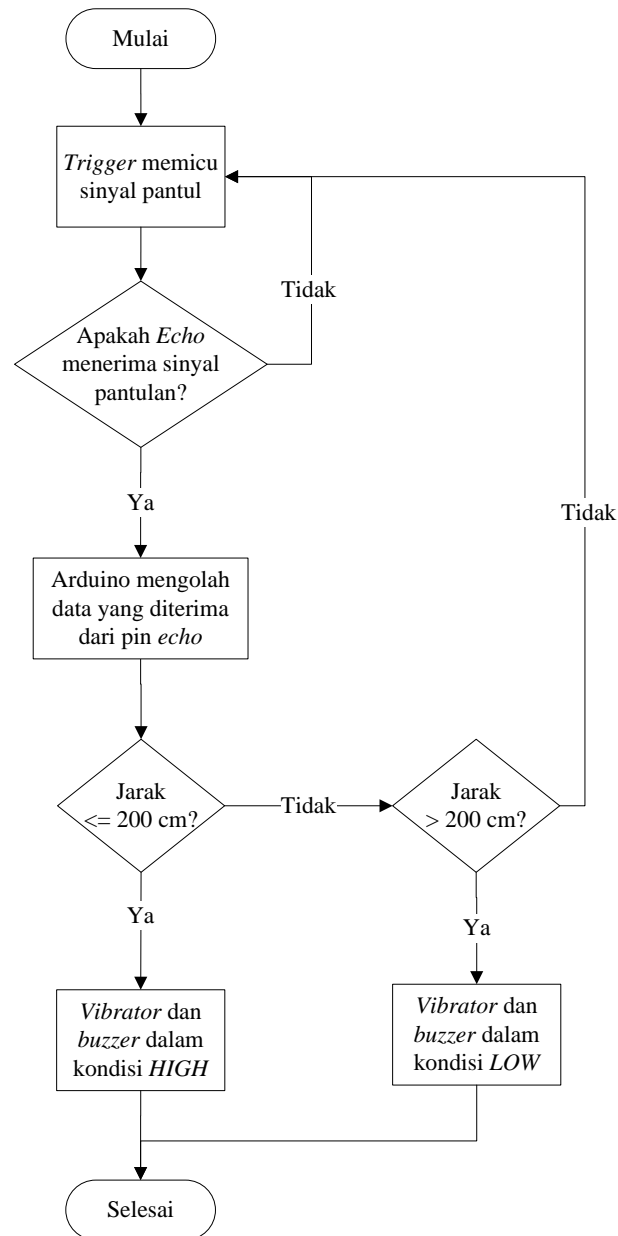 Mulai
Trigger memicu
sinyal pantul
Tidak
Apakah Echo
menerima sinyal
pantulan?
Ya
Tidak
Arduino mengolah
data yang diterima
dari pin echo
Jarak
<= 200 cm?
Tidak
Jarak
> 200 cm?
Ya
Ya
Vibrator dan
buzzer dalam
kondisi HIGH
Vibrator dan
buzzer dalam
kondisi LOW
Selesai